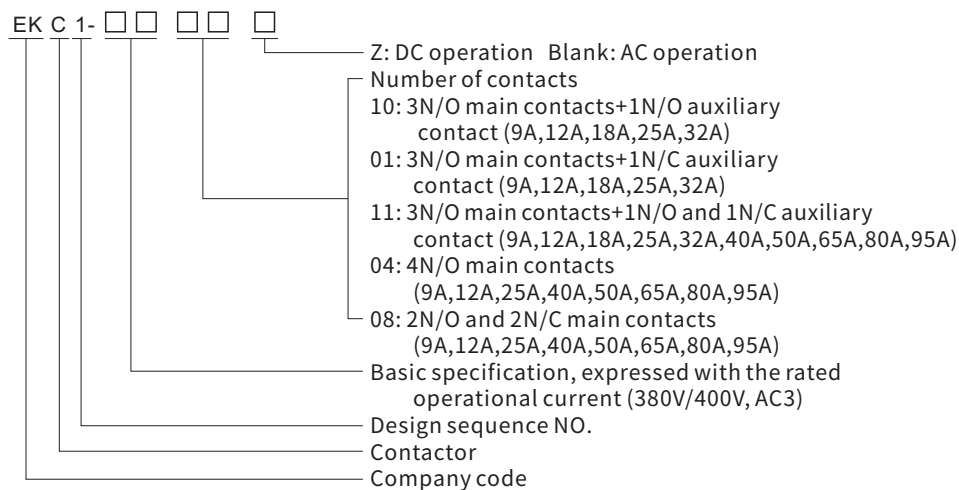 EK C 1-□□ □□ □
Z: DC operation Blank: AC operation
Number of contacts
10: 3N/O main contacts+1N/O auxiliary
contact (9A,12A,18A,25A,32A)
01: 3N/O main contacts+1N/C auxiliary
contact (9A,12A,18A,25A,32A)
11: 3N/O main contacts+1N/O and 1N/C auxiliary
contact (9A,12A,18A,25A,32A,40A,50A,65A,80A,95A)
04: 4N/O main contacts
(9A,12A,25A,40A,50A,65A,80A,95A)
08: 2N/O and 2N/C main contacts
(9A,12A,25A,40A,50A,65A,80A,95A)
Basic specification, expressed with the rated
operational current (380V/400V, AC3)
Design sequence NO.
Contactor
Company code